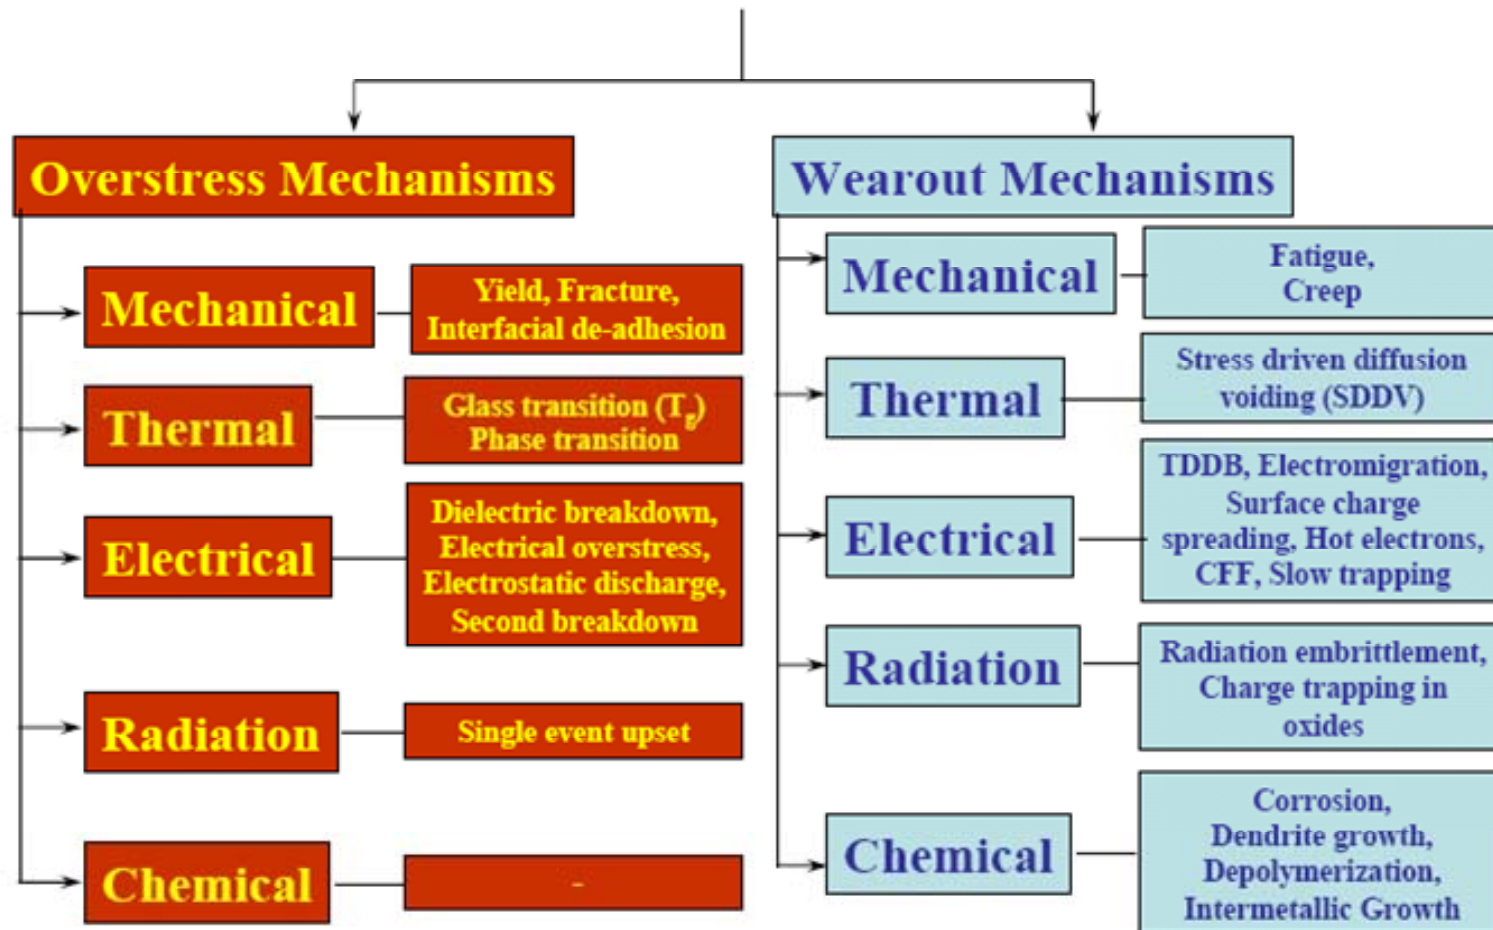 Overstress Mechanisms
Mechanical
Yield, Fracture,
Interfacial de-adhesion
Thermal
Glass transition (Tg)
Phase transition
Electrical
Dielectric breakdown,
Electrical overstress,
Electrostatic discharge,
Second breakdown
Radiation
Single event upset
Chemical
-
Wearout Mechanisms
Mechanical
Fatigue,
Creep
Thermal
Stress driven diffusion
voiding (SDDV)
Electrical
TDDB, Electromigration,
Surface charge
spreading, Hot electrons,
CFF, Slow trapping
Radiation
Radiation embrittlement,
Charge trapping in
oxides
Chemical
Corrosion,
Dendrite growth,
Depolymerization,
Intermetallic Growth